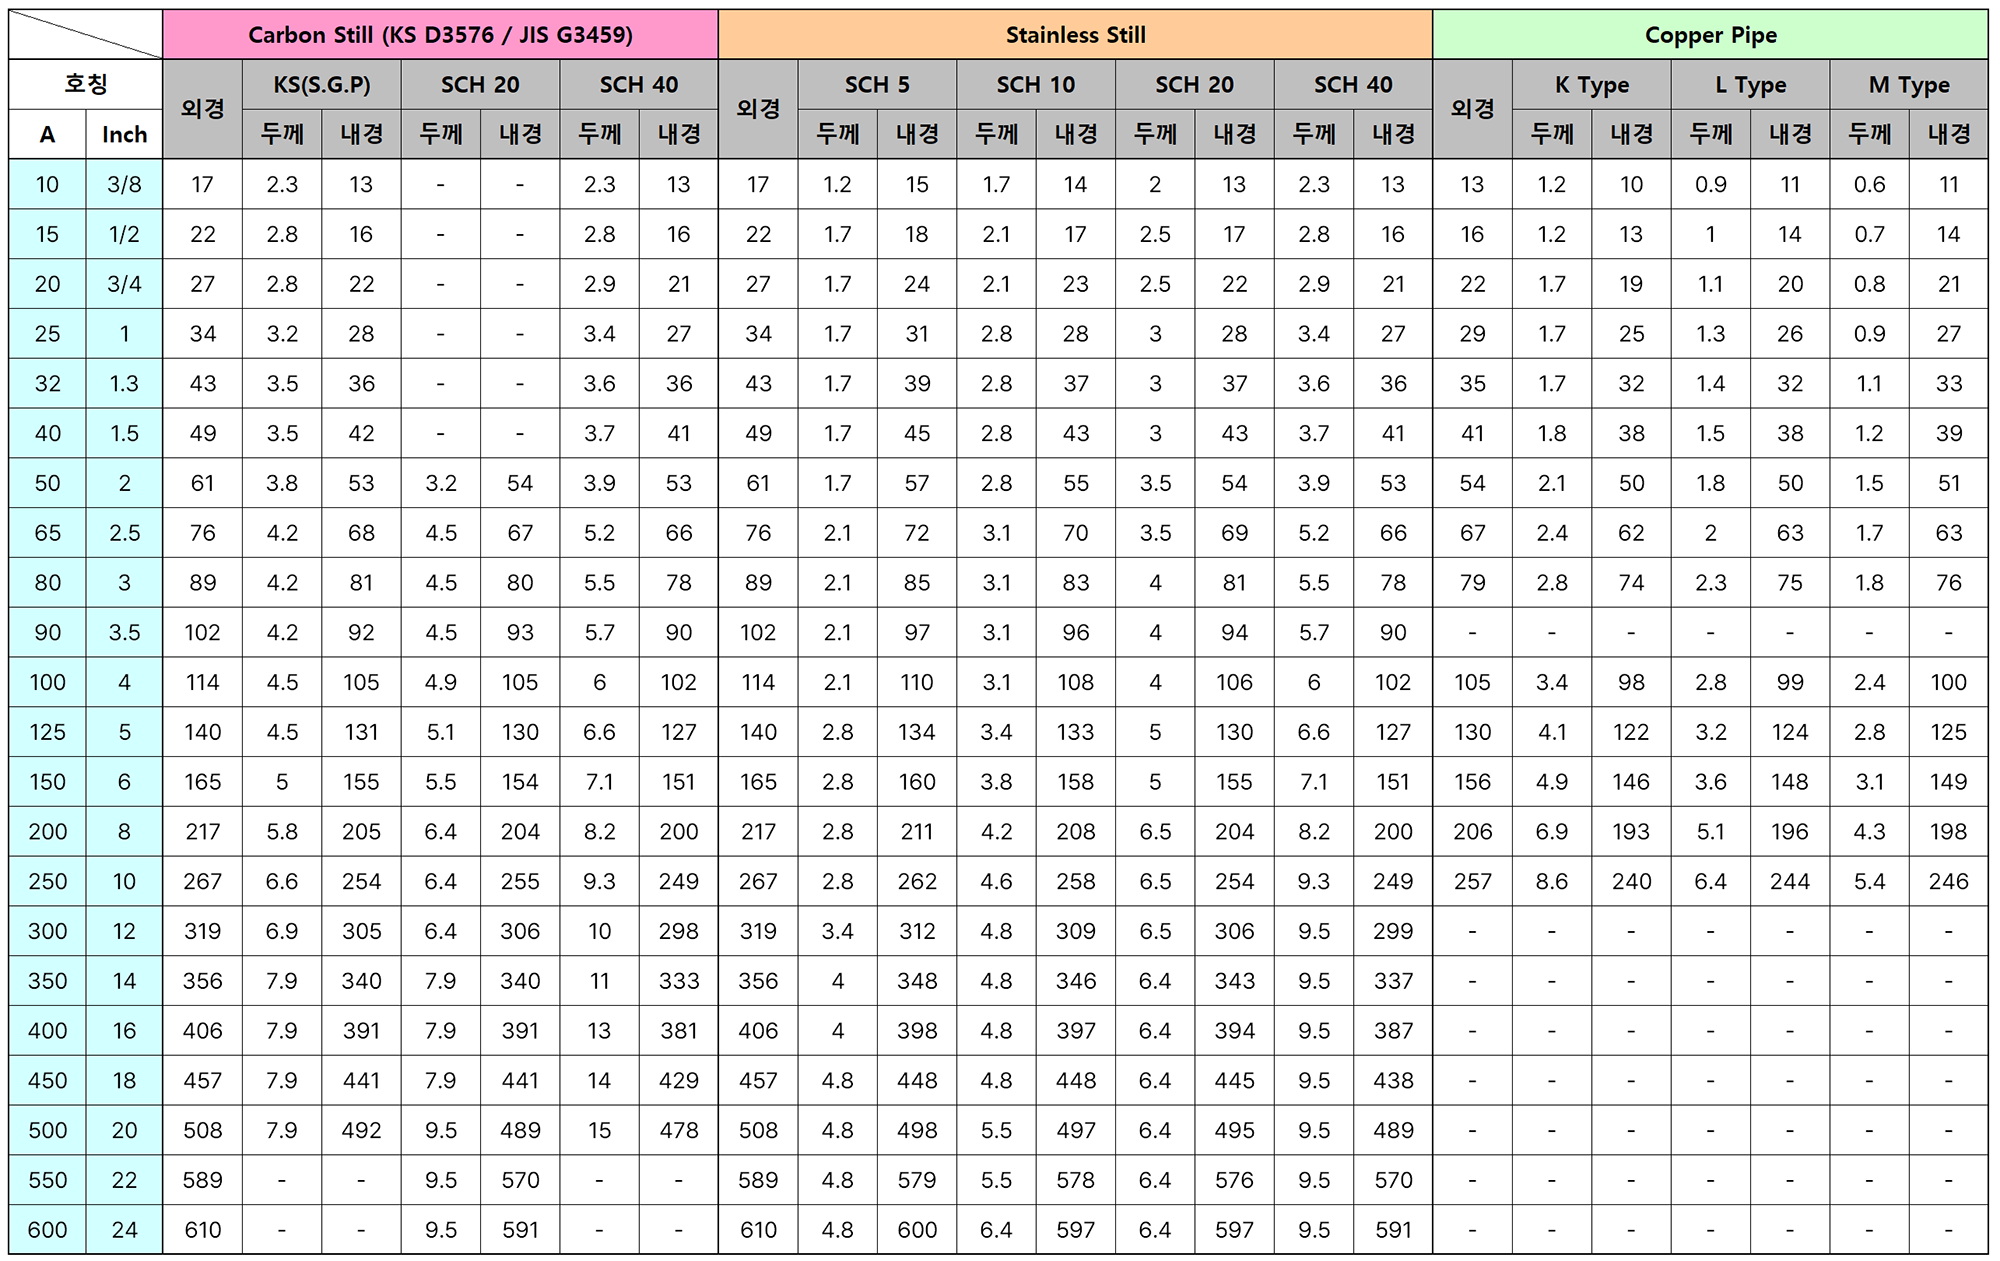 Carbon Still (KS D3576 / JIS G3459) Stainless Still Copper Pipe
호칭 외경 KS(S.G.P) SCH 20 SCH 40 외경 SCH 5 SCH 10 SCH 20 SCH 40 외경 K Type L Type M Type
A Inch 두께 내경 두께 내경 두께 내경 두께 내경 두께 내경 두께 내경 두께 내경 두께 내경 두께 내경 두께 내경
10 3/8 17 2.3 13 - - 2.3 13 17 1.2 15 1.7 14 2 13 2.3 13 13 1.2 10 0.9 11 0.6 11
15 1/2 22 2.8 16 - - 2.8 16 22 1.7 18 2.1 17 2.5 17 2.8 16 16 1.2 13 1 14 0.7 14
20 3/4 27 2.8 22 - - 2.9 21 27 1.7 24 2.1 23 2.5 22 2.9 21 22 1.7 19 1.1 20 0.8 21
25 1 34 3.2 28 - - 3.4 27 34 1.7 31 2.8 28 3 28 3.4 27 29 1.7 25 1.3 26 0.9 27
32 1.3 43 3.5 36 - - 3.6 36 43 1.7 39 2.8 37 3 37 3.6 36 35 1.7 32 1.4 32 1.1 33
40 1.5 49 3.5 42 - - 3.7 41 49 1.7 45 2.8 43 3 43 3.7 41 41 1.8 38 1.5 38 1.2 39
50 2 61 3.8 53 3.2 54 3.9 53 61 1.7 57 2.8 55 3.5 54 3.9 53 54 2.1 50 1.8 50 1.5 51
65 2.5 76 4.2 68 4.5 67 5.2 66 76 2.1 72 3.1 70 3.5 69 5.2 66 67 2.4 62 2 63 1.7 63
80 3 89 4.2 81 4.5 80 5.5 78 89 2.1 85 3.1 83 4 81 5.5 78 79 2.8 74 2.3 75 1.8 76
90 3.5 102 4.2 92 4.5 93 5.7 90 102 2.1 97 3.1 96 4 94 5.7 90 - - - - - - -
100 4 114 4.5 105 4.9 105 6 102 114 2.1 110 3.1 108 4 106 6 102 105 3.4 98 2.8 99 2.4 100
125 5 140 4.5 131 5.1 130 6.6 127 140 2.8 134 3.4 133 5 130 6.6 127 130 4.1 122 3.2 124 2.8 125
150 6 165 5 155 5.5 154 7.1 151 165 2.8 160 3.8 158 5 155 7.1 151 156 4.9 146 3.6 148 3.1 149
200 8 217 5.8 205 6.4 204 8.2 200 217 2.8 211 4.2 208 6.5 204 8.2 200 206 6.9 193 5.1 196 4.3 198
250 10 267 6.6 254 6.4 255 9.3 249 267 2.8 262 4.6 258 6.5 254 9.3 249 257 8.6 240 6.4 244 5.4 246
300 12 319 6.9 305 6.4 306 10 298 319 3.4 312 4.8 309 6.5 306 9.5 299 - - - - - - -
350 14 356 7.9 340 7.9 340 11 333 356 4 348 4.8 346 6.4 343 9.5 337 - - - - - - -
400 16 406 7.9 391 7.9 391 13 381 406 4 398 4.8 397 6.4 394 9.5 387 - - - - - - -
450 18 457 7.9 441 7.9 441 14 429 457 4.8 448 4.8 448 6.4 445 9.5 438 - - - - - - -
500 20 508 7.9 492 9.5 489 15 478 508 4.8 498 5.5 497 6.4 495 9.5 489 - - - - - - -
550 22 589 - - 9.5 570 - - 589 4.8 579 5.5 578 6.4 576 9.5 570 - - - - - - -
600 24 610 - - 9.5 591 - - 610 4.8 600 6.4 597 6.4 597 9.5 591 - - - - - - -